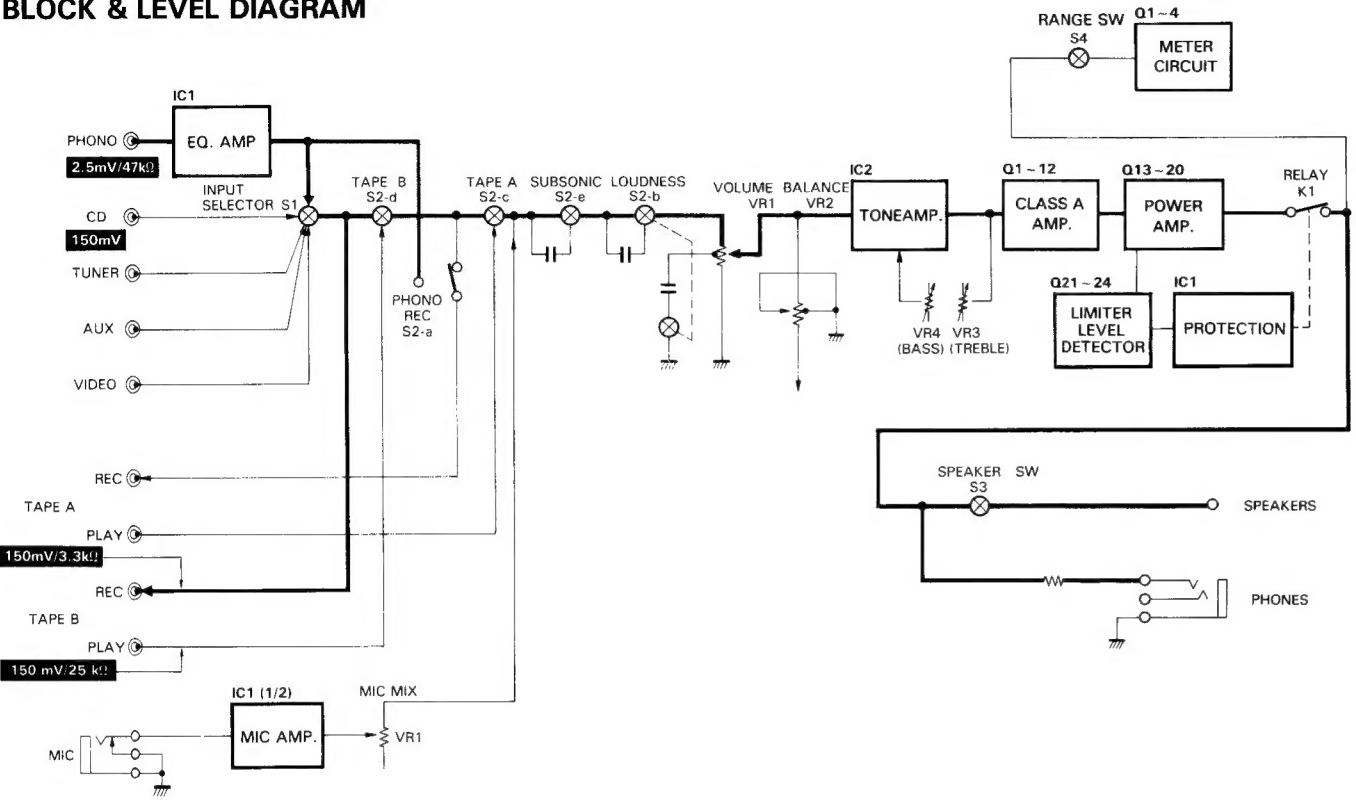 BLOCK & LEVEL DIAGRAM
RANGE SW
S4
Q1~4
METER
CIRCUIT
IC1
EQ. AMP
PHONO
2.5mV/47kΩ
INPUT
SELECTOR S1
CD
150mV
TUNER
AUX
VIDEO
TAPE B
S2-d
TAPE A
S2-c
SUBSONIC
S2-e
LOUDNESS
S2-b
PHONO
REC
S2-a
VOLUME
VR1
BALANCE
VR2
IC2
TONEAMP.
VR4
(BASS)
VR3
(TREBLE)
Q1~12
CLASS A
AMP.
Q13~20
POWER
AMP.
RELAY
K1
Q21~24
LIMITER
LEVEL
DETECTOR
IC1
PROTECTION
REC
TAPE A
PLAY
150mV/3.3kΩ
REC
TAPE B
PLAY
150 mV/25 kΩ
SPEAKER SW
S3
SPEAKERS
PHONES
IC1 (1/2)
MIC AMP.
MIC MIX
VR1
MIC